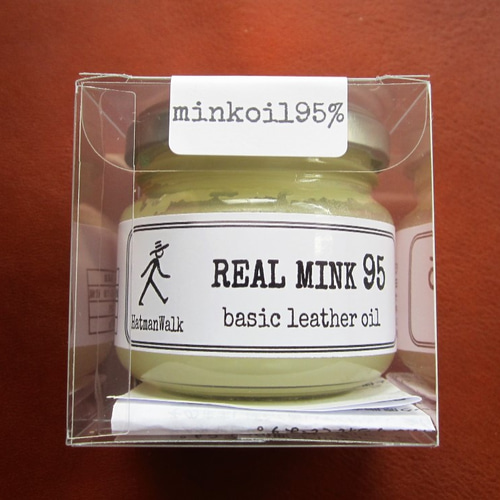 minkoil95%
REAL MINK 95
basic leather oil
HatmanWalk